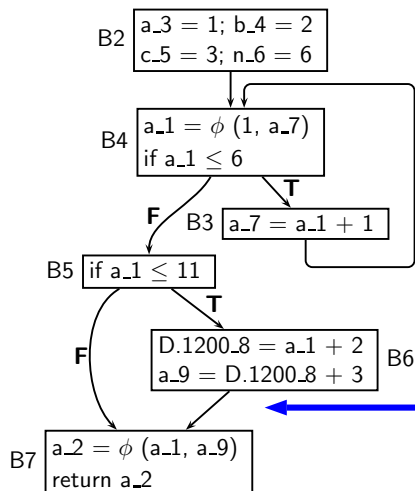 B2
a_3 = 1; b_4 = 2
c_5 = 3; n_6 = 6
B4
a_1 = ϕ (1, a_7)
if a_1 ≤ 6
F
T
B3
a_7 = a_1 + 1
B5
if a_1 ≤ 11
F
T
D.1200_8 = a_1 + 2
a_9 = D.1200_8 + 3
B6
B7
a_2 = ϕ (a_1, a_9)
return a_2